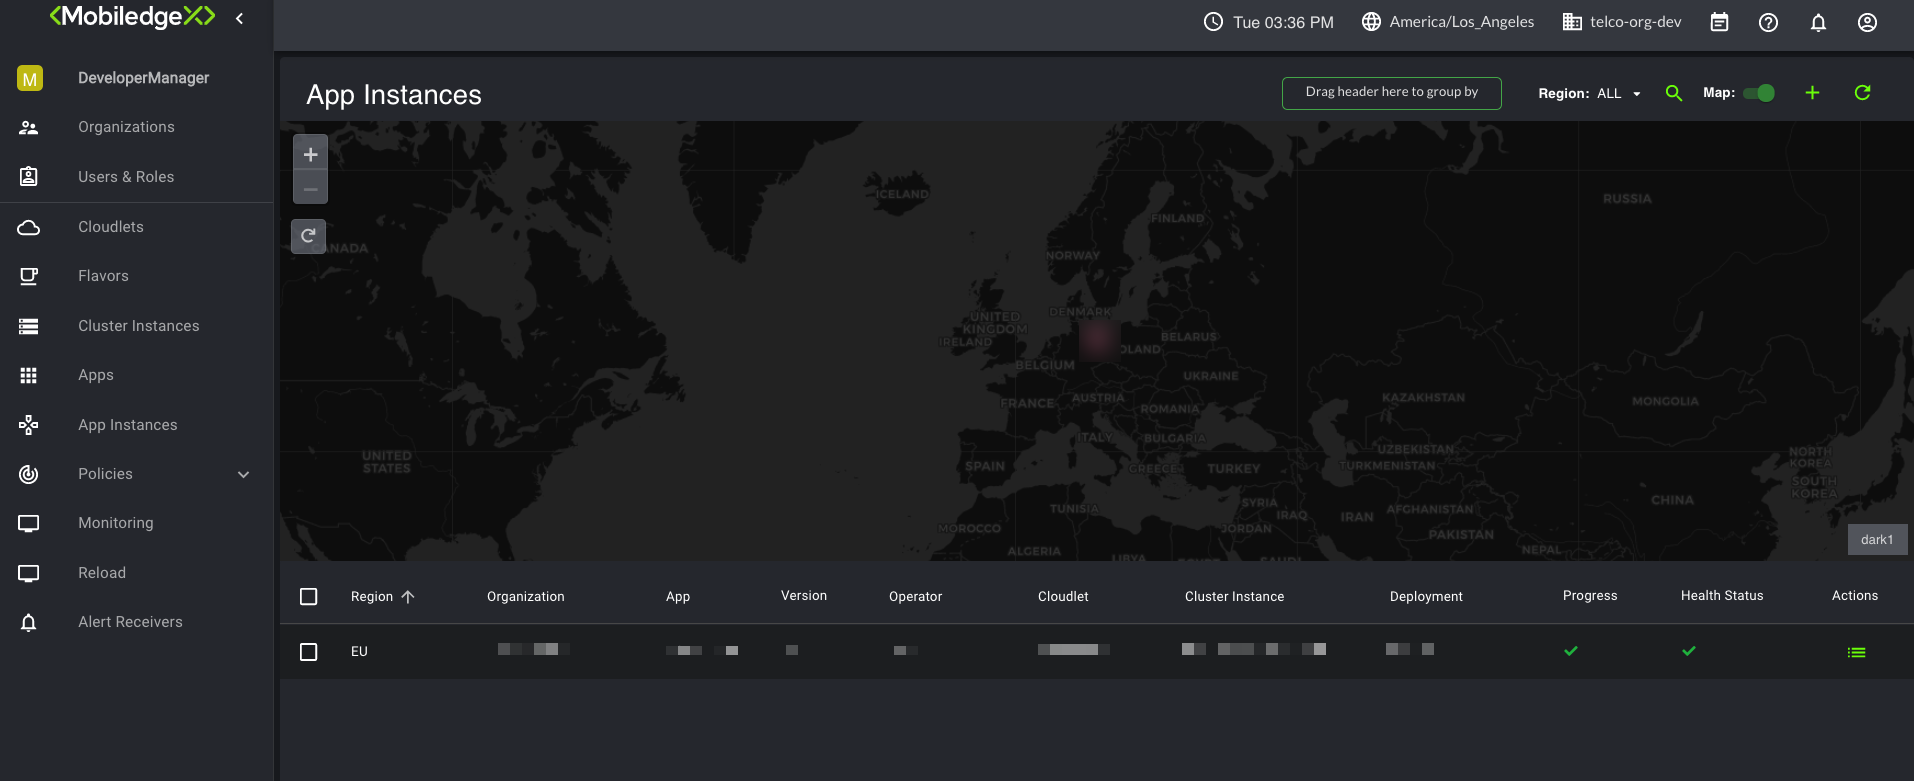 <MobiledgeX>
Tue 03:36 PM
America/Los_Angeles
telco-org-dev
M
DeveloperManager
Organizations
Users & Roles
Cloudlets
Flavors
Cluster Instances
Apps
App Instances
Policies
Monitoring
Reload
Alert Receivers
App Instances
Drag header here to group by
Region: ALL
Map:
ICELAND
RUSSIA
FINLAND
CANADA
NORWAY
DENMARK
UNITED
KINGDOM
IRELAND
BELARUS
OLAND
BELGIUM
UKRAINE
FRANCE
AUSTRIA
ROMANIA
KAZAKHSTAN
MONGOLIA
ITALY
BULGARIA
UZBEKISTAN
UNITED
STATES
SPAIN
GREECE
TURKEY
TURKMENISTAN
NORTH
KOREA
SOUTH
KOREA
CHINA
TUNISIA
SYRIA
IRAQ
IRAN
AFGHANISTAN
MOROCCO
JORDAN
PAKISTAN
ALGERIA
LIBYA
NEPAL
dark1
Region
Organization
App
Version
Operator
Cloudlet
Cluster Instance
Deployment
Progress
Health Status
Actions
EU